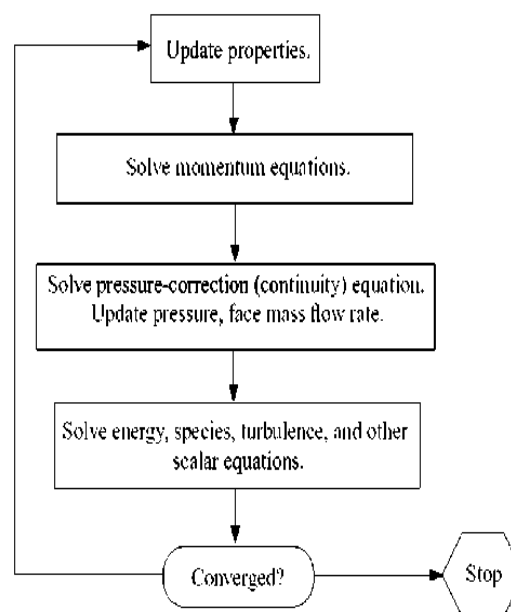 Update properties.
Solve momentum equations.
Solve pressure-correction (continuity) equation.
Update pressure, face mass flow rate.
Solve energy, species, turbulence, and other
scalar equations.
Converged?
Stop